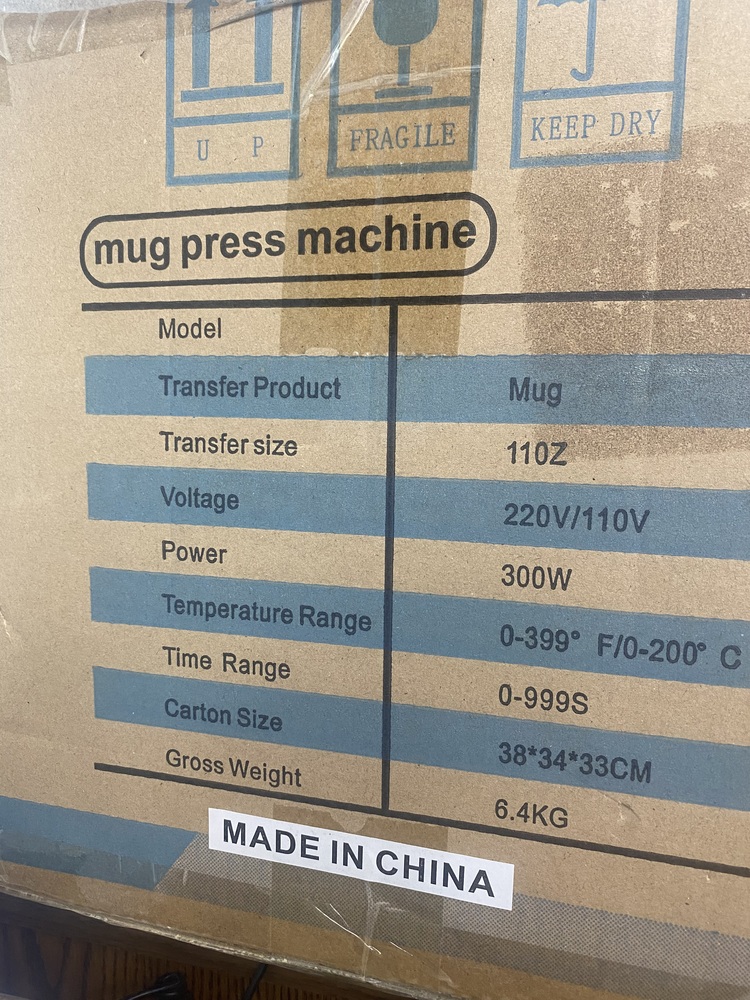 U P
FRAGILE
KEEP DRY
mug press machine
Model
Transfer Product Mug
Transfer size 110Z
Voltage 220V/110V
Power 300W
Temperature Range 0-399° F/0-200° C
Time Range 0-999S
Carton Size 38*34*33CM
Gross Weight 6.4KG
MADE IN CHINA